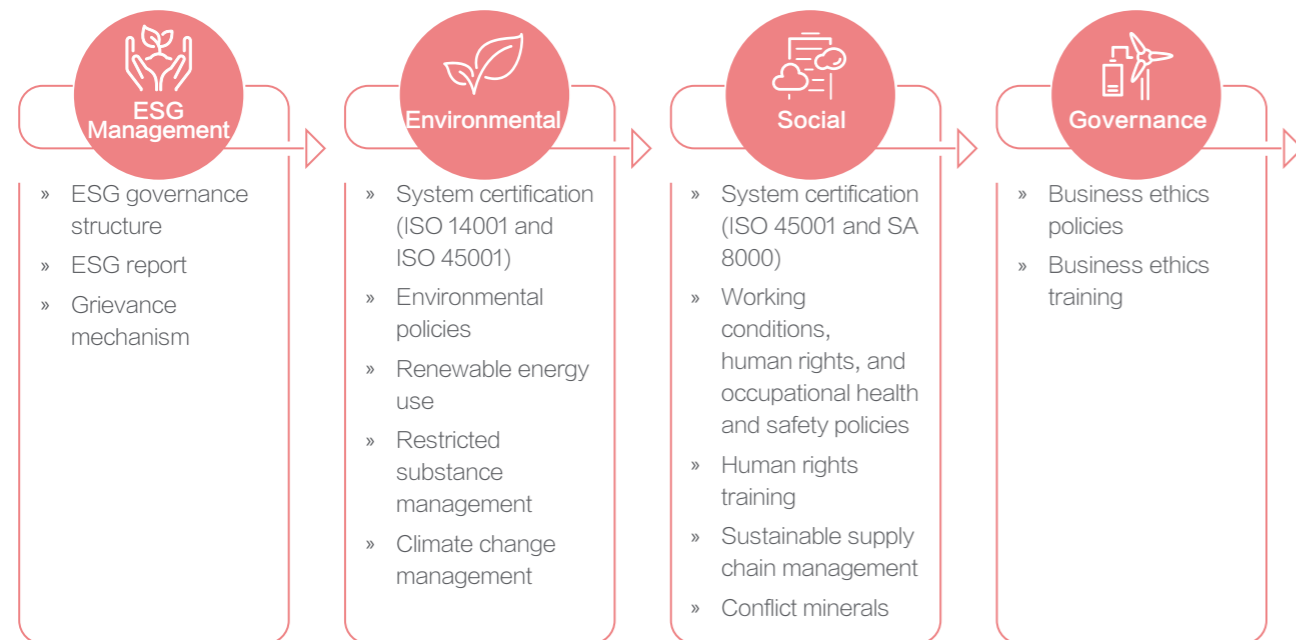 ESG
Management
» ESG governance
structure
» ESG report
» Grievance
mechanism
Environmental
» System certification
(ISO 14001 and
ISO 45001)
» Environmental
policies
» Renewable energy
use
» Restricted
substance
management
» Climate change
management
Social
» System certification
(ISO 45001 and SA
8000)
» Working
conditions,
human rights, and
occupational health
and safety policies
» Human rights
training
» Sustainable supply
chain management
» Conflict minerals
Governance
» Business ethics
policies
» Business ethics
training